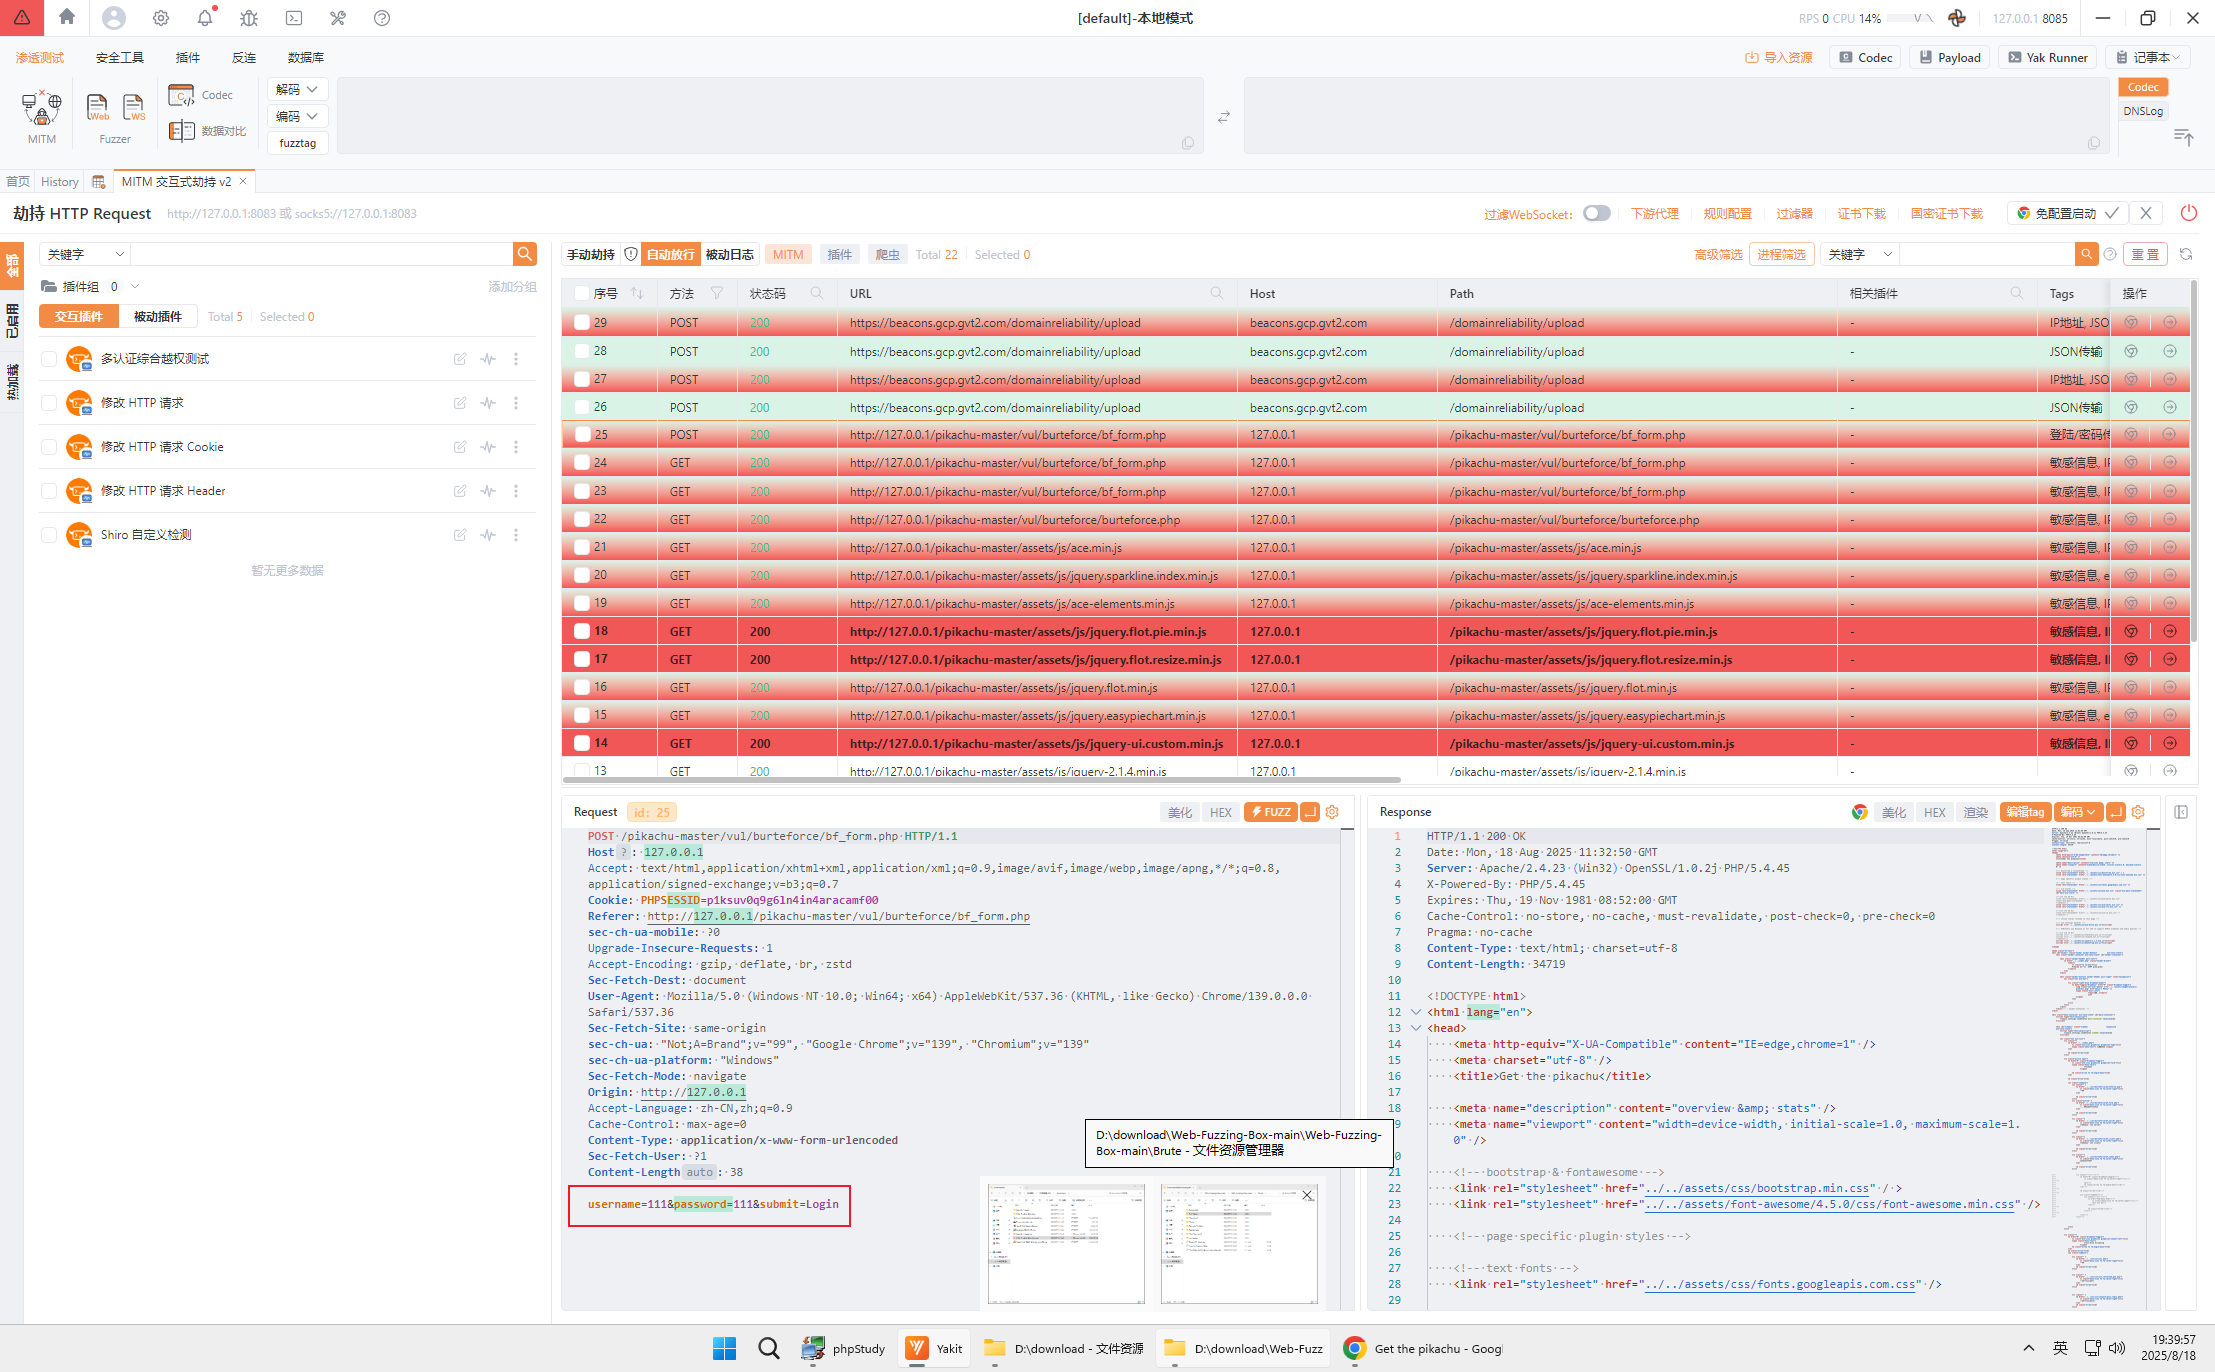 [default]-本地模式
RPS 0 CPU 14%
127.0.0.1 8085
渗透测试 安全工具 插件 反连 数据库
导入资源 Codec Payload Yak Runner 记事本
MITM
Web WS
Fuzzer
Codec
数据对比
解码
编码
fuzztag
Codec
DNSLog
首页 History MITM 交互式劫持 v2
劫持 HTTP Request http://127.0.0.1:8083 或 socks5://127.0.0.1:8083
过滤WebSocket: 下游代理 规则配置 过滤器 证书下载 国密证书下载 免配置启动
全部
已启用
热加载
关键字
插件组 0 添加分组
交互插件 被动插件 Total 5 Selected 0
多认证综合越权测试
修改 HTTP 请求
修改 HTTP 请求 Cookie
修改 HTTP 请求 Header
Shiro 自定义检测
暂无更多数据
手动劫持 自动放行 被动日志 MITM 插件 爬虫 Total 22 Selected 0
高级筛选 进程筛选 关键字 重置
序号 方法 状态码 URL Host Path 相关插件 Tags 操作
29 POST 200 https://beacons.gcp.gvt2.com/domainreliability/upload beacons.gcp.gvt2.com /domainreliability/upload - IP地址, JSO
28 POST 200 https://beacons.gcp.gvt2.com/domainreliability/upload beacons.gcp.gvt2.com /domainreliability/upload - JSON传输
27 POST 200 https://beacons.gcp.gvt2.com/domainreliability/upload beacons.gcp.gvt2.com /domainreliability/upload - IP地址, JSO
26 POST 200 https://beacons.gcp.gvt2.com/domainreliability/upload beacons.gcp.gvt2.com /domainreliability/upload - JSON传输
25 POST 200 http://127.0.0.1/pikachu-master/vul/burteforce/bf_form.php 127.0.0.1 /pikachu-master/vul/burteforce/bf_form.php - 登陆/密码传
24 GET 200 http://127.0.0.1/pikachu-master/vul/burteforce/bf_form.php 127.0.0.1 /pikachu-master/vul/burteforce/bf_form.php - 敏感信息, IP
23 GET 200 http://127.0.0.1/pikachu-master/vul/burteforce/bf_form.php 127.0.0.1 /pikachu-master/vul/burteforce/bf_form.php - 敏感信息, IP
22 GET 200 http://127.0.0.1/pikachu-master/vul/burteforce/burteforce.php 127.0.0.1 /pikachu-master/vul/burteforce/burteforce.php - 敏感信息, IP
21 GET 200 http://127.0.0.1/pikachu-master/assets/js/ace.min.js 127.0.0.1 /pikachu-master/assets/js/ace.min.js - 敏感信息, IP
20 GET 200 http://127.0.0.1/pikachu-master/assets/js/jquery.sparkline.index.min.js 127.0.0.1 /pikachu-master/assets/js/jquery.sparkline.index.min.js - 敏感信息, e
19 GET 200 http://127.0.0.1/pikachu-master/assets/js/ace-elements.min.js 127.0.0.1 /pikachu-master/assets/js/ace-elements.min.js - 敏感信息, IP
18 GET 200 http://127.0.0.1/pikachu-master/assets/js/jquery.flot.pie.min.js 127.0.0.1 /pikachu-master/assets/js/jquery.flot.pie.min.js - 敏感信息, IP
17 GET 200 http://127.0.0.1/pikachu-master/assets/js/jquery.flot.resize.min.js 127.0.0.1 /pikachu-master/assets/js/jquery.flot.resize.min.js - 敏感信息, IP
16 GET 200 http://127.0.0.1/pikachu-master/assets/js/jquery.flot.min.js 127.0.0.1 /pikachu-master/assets/js/jquery.flot.min.js - 敏感信息, IP
15 GET 200 http://127.0.0.1/pikachu-master/assets/js/jquery.easypiechart.min.js 127.0.0.1 /pikachu-master/assets/js/jquery.easypiechart.min.js - 敏感信息, e
14 GET 200 http://127.0.0.1/pikachu-master/assets/js/jquery-ui.custom.min.js 127.0.0.1 /pikachu-master/assets/js/jquery-ui.custom.min.js - 敏感信息, IP
13 GET 200 http://127.0.0.1/pikachu-master/assets/js/jquery-2.1.4.min.js 127.0.0.1 /pikachu-master/assets/js/jquery-2.1.4.min.js -
Request id: 25 美化 HEX FUZZ
POST /pikachu-master/vul/burteforce/bf_form.php HTTP/1.1
Host ? : 127.0.0.1
Accept: text/html,application/xhtml+xml,application/xml;q=0.9,image/avif,image/webp,image/apng,*/*;q=0.8,
application/signed-exchange;v=b3;q=0.7
Cookie: PHPSESSID=p1ksuv0q9g6ln4in4aracamf00
Referer: http://127.0.0.1/pikachu-master/vul/burteforce/bf_form.php
sec-ch-ua-mobile: ?0
Upgrade-Insecure-Requests: 1
Accept-Encoding: gzip, deflate, br, zstd
Sec-Fetch-Dest: document
User-Agent: Mozilla/5.0 (Windows NT 10.0; Win64; x64) AppleWebKit/537.36 (KHTML, like Gecko) Chrome/139.0.0.0
Safari/537.36
Sec-Fetch-Site: same-origin
sec-ch-ua: "Not;A=Brand";v="99", "Google Chrome";v="139", "Chromium";v="139"
sec-ch-ua-platform: "Windows"
Sec-Fetch-Mode: navigate
Origin: http://127.0.0.1
Accept-Language: zh-CN,zh;q=0.9
Cache-Control: max-age=0
Content-Type: application/x-www-form-urlencoded
Sec-Fetch-User: ?1
Content-Length auto : 38
username=111&password=111&submit=Login
D:\download\Web-Fuzzing-Box-main\Web-Fuzzing-
Box-main\Brute - 文件资源管理器
Response 美化 HEX 渲染 编辑tag 编码
1 HTTP/1.1 200 OK
2 Date: Mon, 18 Aug 2025 11:32:50 GMT
3 Server: Apache/2.4.23 (Win32) OpenSSL/1.0.2j PHP/5.4.45
4 X-Powered-By: PHP/5.4.45
5 Expires: Thu, 19 Nov 1981 08:52:00 GMT
6 Cache-Control: no-store, no-cache, must-revalidate, post-check=0, pre-check=0
7 Pragma: no-cache
8 Content-Type: text/html; charset=utf-8
9 Content-Length: 34719
10
11 <!DOCTYPE html>
12 <html lang="en">
13 <head>
14 <meta http-equiv="X-UA-Compatible" content="IE=edge,chrome=1" />
15 <meta charset="utf-8" />
16 <title>Get the pikachu</title>
17
18 <meta name="description" content="overview &amp; stats" />
9 <meta name="viewport" content="width=device-width, initial-scale=1.0, maximum-scale=1.
0" />
0
21 <!-- bootstrap & fontawesome -->
22 <link rel="stylesheet" href="../../assets/css/bootstrap.min.css" / >
23 <link rel="stylesheet" href="../../assets/font-awesome/4.5.0/css/font-awesome.min.css" />
24
25 <!-- page specific plugin styles -->
26
27 <!-- text fonts -->
28 <link rel="stylesheet" href="../../assets/css/fonts.googleapis.com.css" />
29
phpStudy Yakit D:\download - 文件资源 D:\download\Web-Fuzz Get the pikachu - Googl
英 19:39:57
2025/8/18